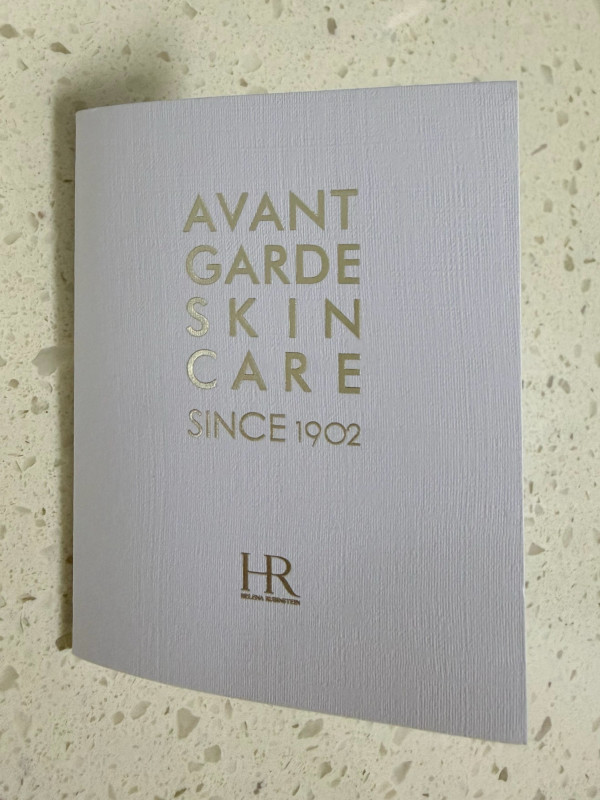 AVANT
GARDE
SKIN
CARE
SINCE 1902
HR
HELENA RUBINSTEIN